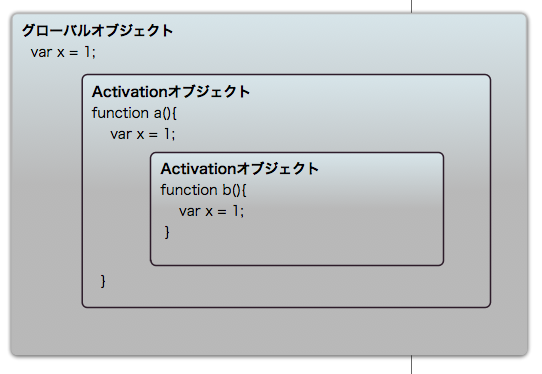 グローバルオブジェクト
var x = 1;
Activationオブジェクト
function a(){
var x = 1;
Activationオブジェクト
function b(){
var x = 1;
}
}